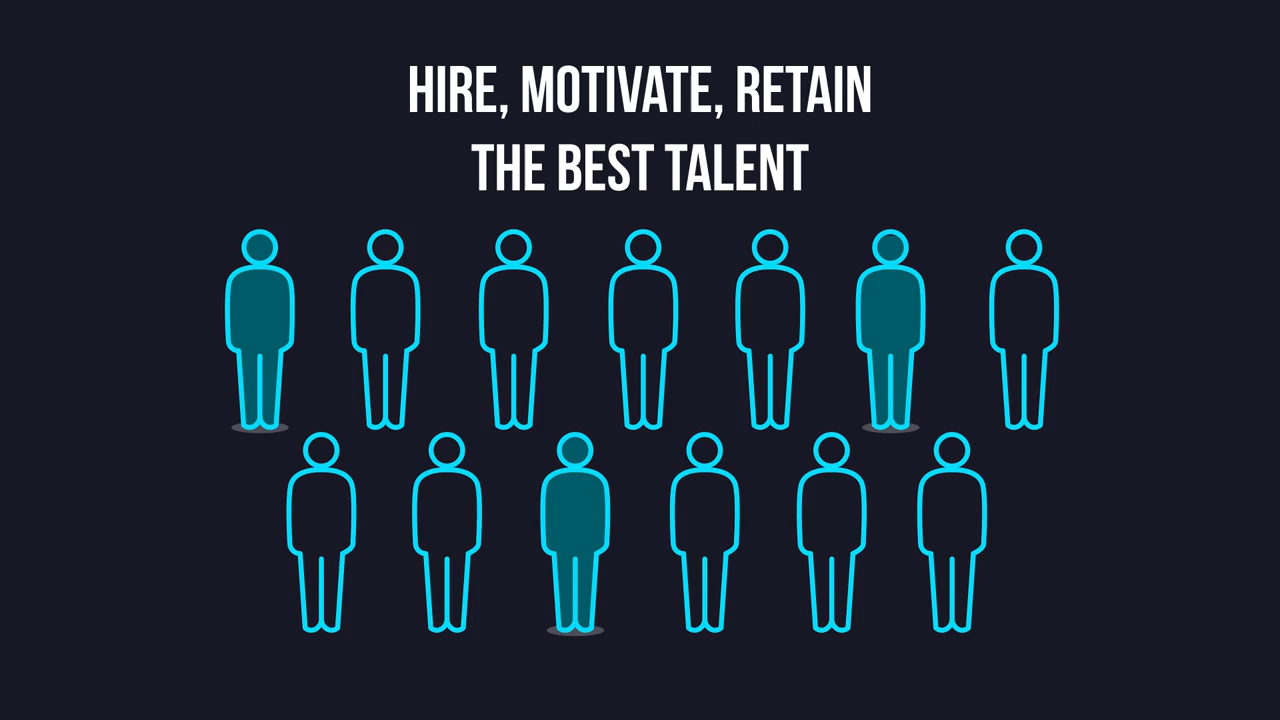 HIRE, MOTIVATE, RETAIN
THE BEST TALENT